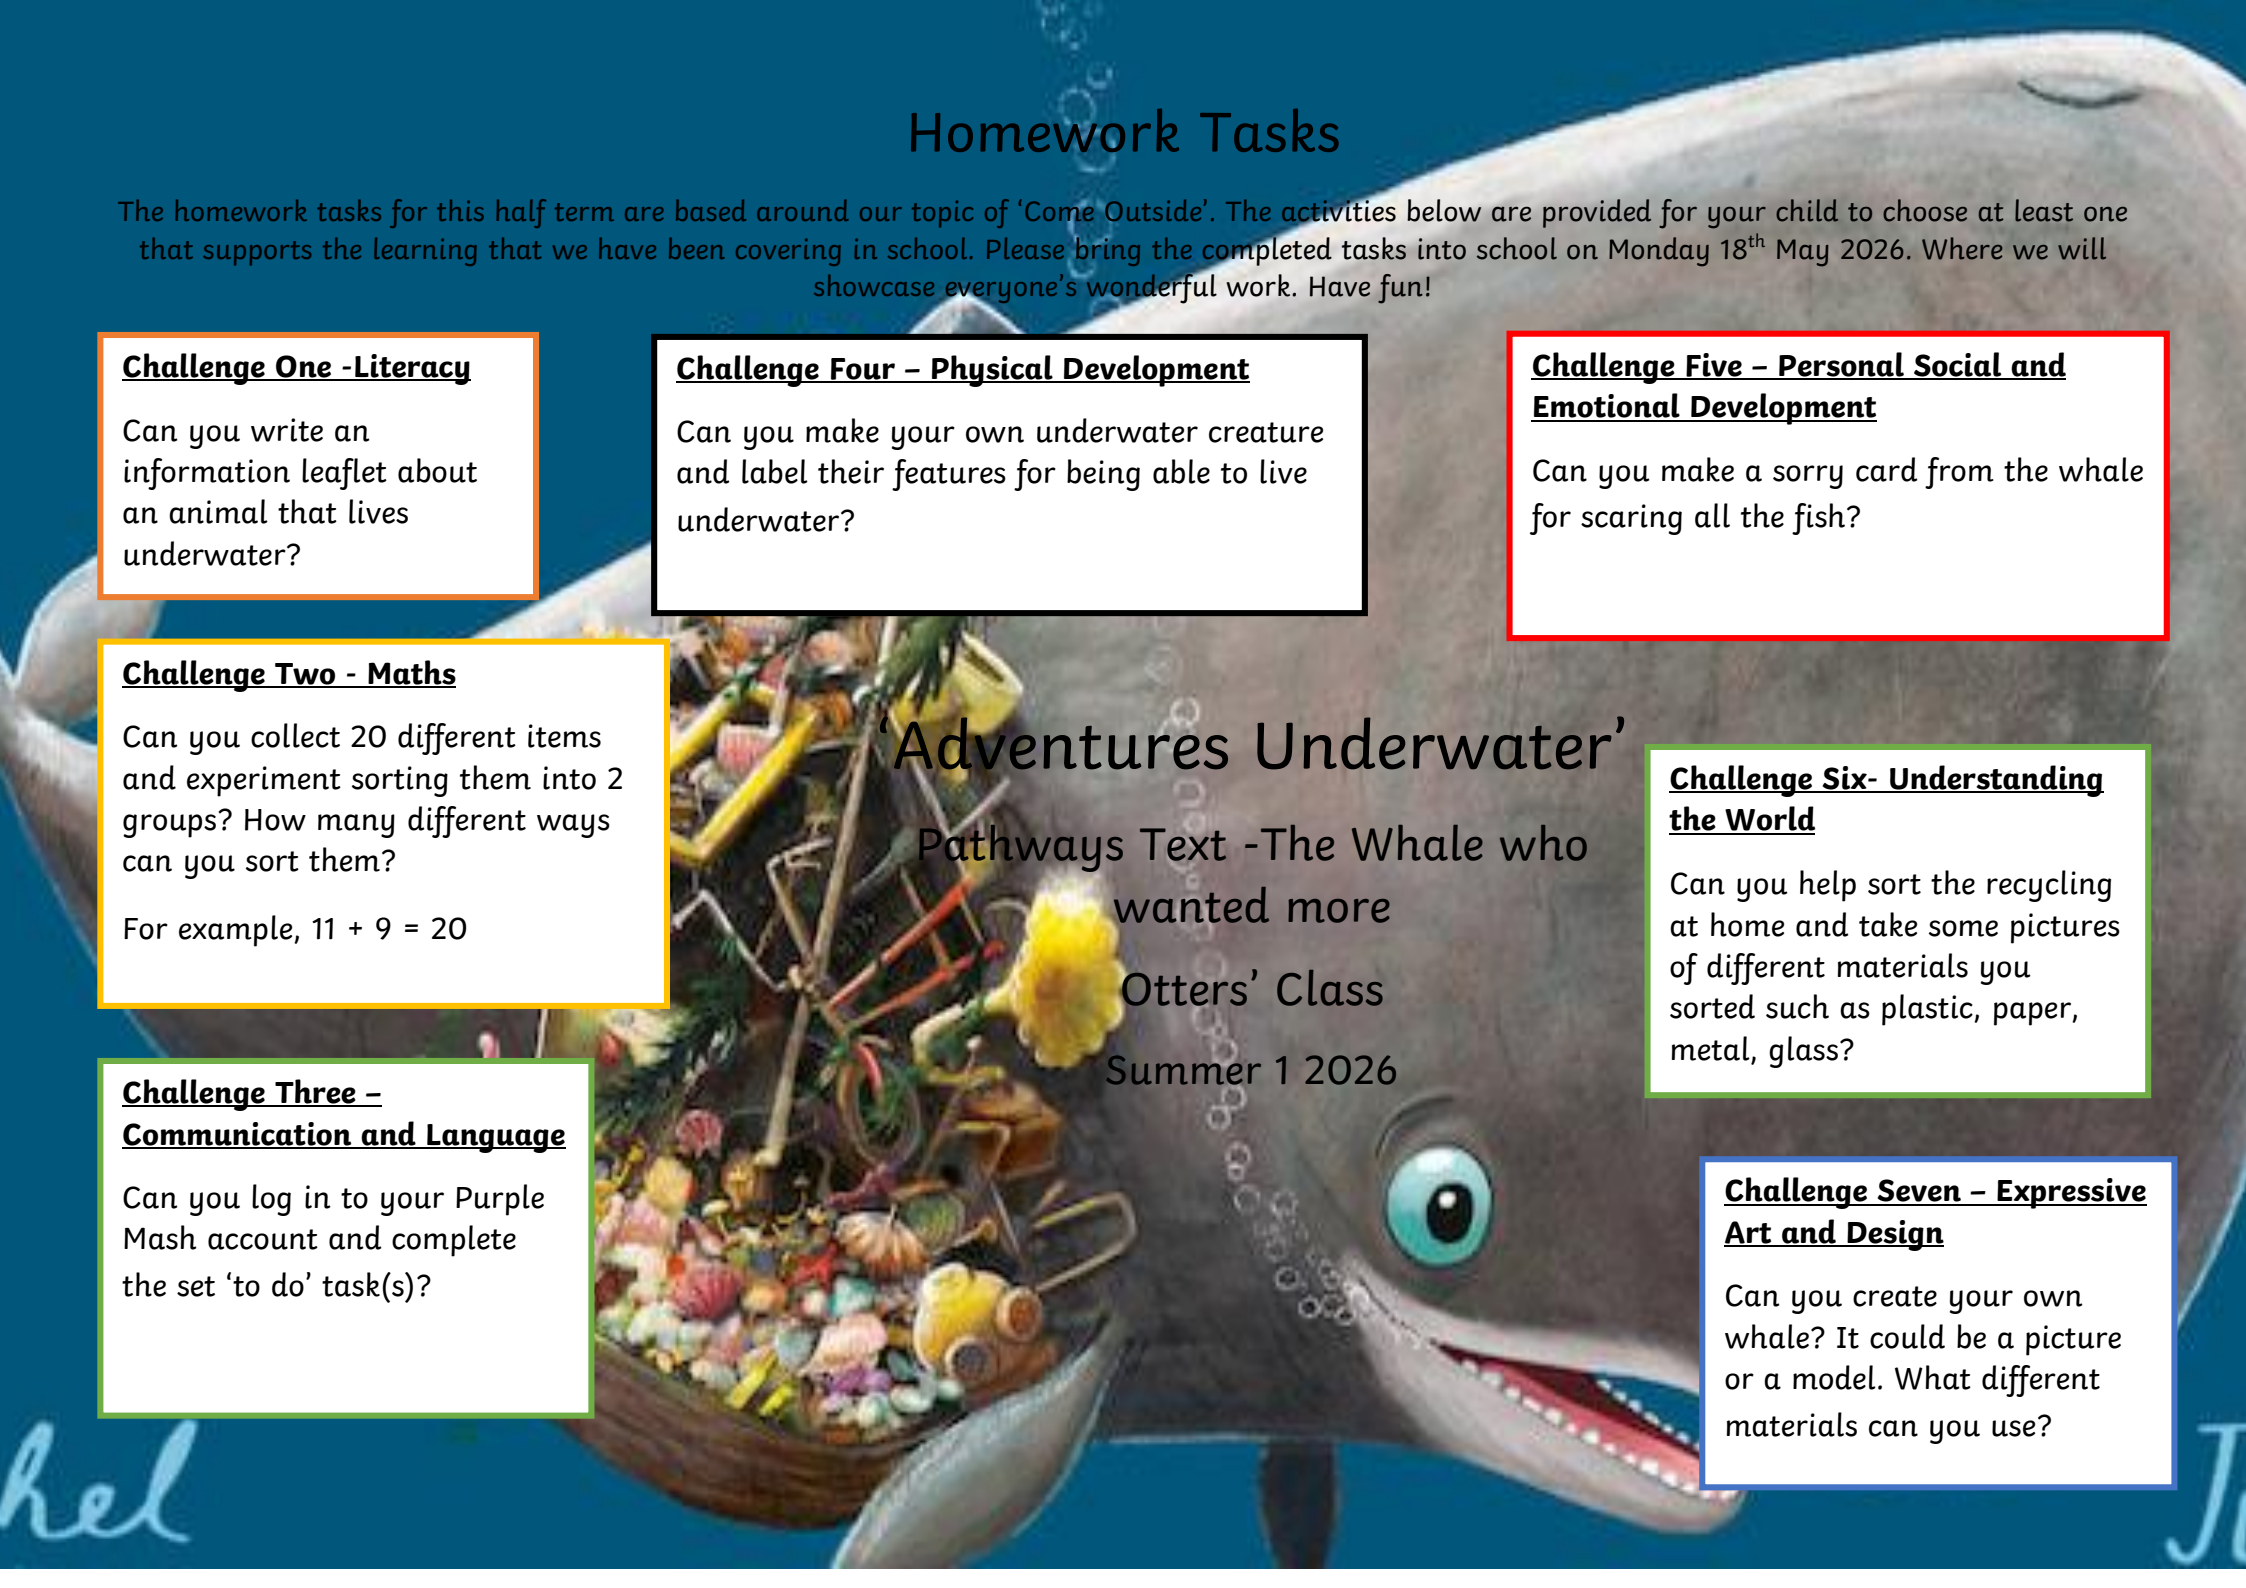 Homework Tasks
The homework tasks for this half term are based around our topic of ‘Come Outside’. The activities below are provided for your child to choose at least one
that supports the learning that we have been covering in school. Please bring the completed tasks into school on Monday 18th May 2026. Where we will
showcase everyone’s wonderful work. Have fun!
Challenge One -Literacy
Can you write an
information leaflet about
an animal that lives
underwater?
Challenge Four – Physical Development
Can you make your own underwater creature
and label their features for being able to live
underwater?
Challenge Five – Personal Social and
Emotional Development
Can you make a sorry card from the whale
for scaring all the fish?
Challenge Two - Maths
Can you collect 20 different items
and experiment sorting them into 2
groups? How many different ways
can you sort them?
For example, 11 + 9 = 20
‘Adventures Underwater’
Pathways Text -The Whale who
wanted more
Otters’ Class
Summer 1 2026
Challenge Six- Understanding
the World
Can you help sort the recycling
at home and take some pictures
of different materials you
sorted such as plastic, paper,
metal, glass?
Challenge Three –
Communication and Language
Can you log in to your Purple
Mash account and complete
the set ‘to do’ task(s)?
Challenge Seven – Expressive
Art and Design
Can you create your own
whale? It could be a picture
or a model. What different
materials can you use?
hel